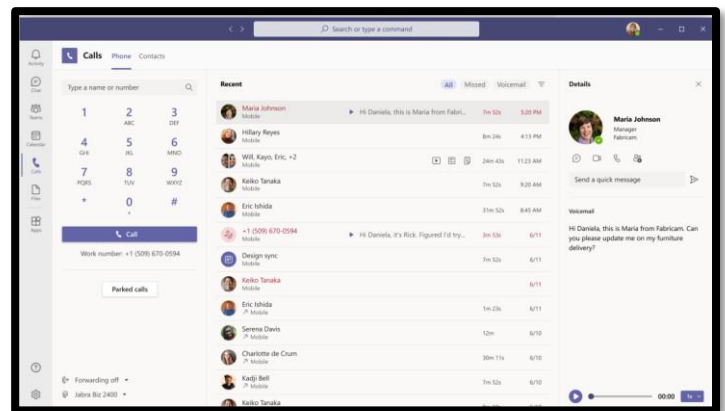 Search or type a command
Activity
Chat
Teams
Calendar
Calls
Files
Apps
Calls Phone Contacts
Type a name or number
1 2 3
ABC DEF
4 5 6
GHI JKL MNO
7 8 9
PQRS TUV WXYZ
* 0 #
+
Call
Work number: +1 (509) 670-0594
Parked calls
Forwarding off
Jabra Biz 2400
Recent All Missed Voicemail
Maria Johnson Hi Daniela, this is Maria from Fabri... 7m 52s 5:20 PM
Mobile
Hillary Reyes 8m 24s 4:13 PM
Mobile
Will, Kayo, Eric, +2 24m 43s 11:23 AM
Mobile
Keiko Tanaka 7m 52s 9:20 AM
Mobile
Eric Ishida 31m 52s 8:45 AM
Mobile
+1 (509) 670-0594 Hi Daniela, it's Rick. Figured I'd try... 3m 53s 6/11
Mobile
Design sync 7m 52s 6/11
Mobile
Keiko Tanaka 6/11
Mobile
Eric Ishida 1m 23s 6/11
Mobile
Serena Davis 12m 6/10
Mobile
Charlotte de Crum 30m 11s 6/10
Mobile
Kadji Bell 7m 52s 6/10
Mobile
Keiko Tanaka
Details
Maria Johnson
Manager
Fabricam
Send a quick message
Voicemail
Hi Daniela, this is Maria from Fabricam. Can
you please update me on my furniture
delivery?
00:00 1x